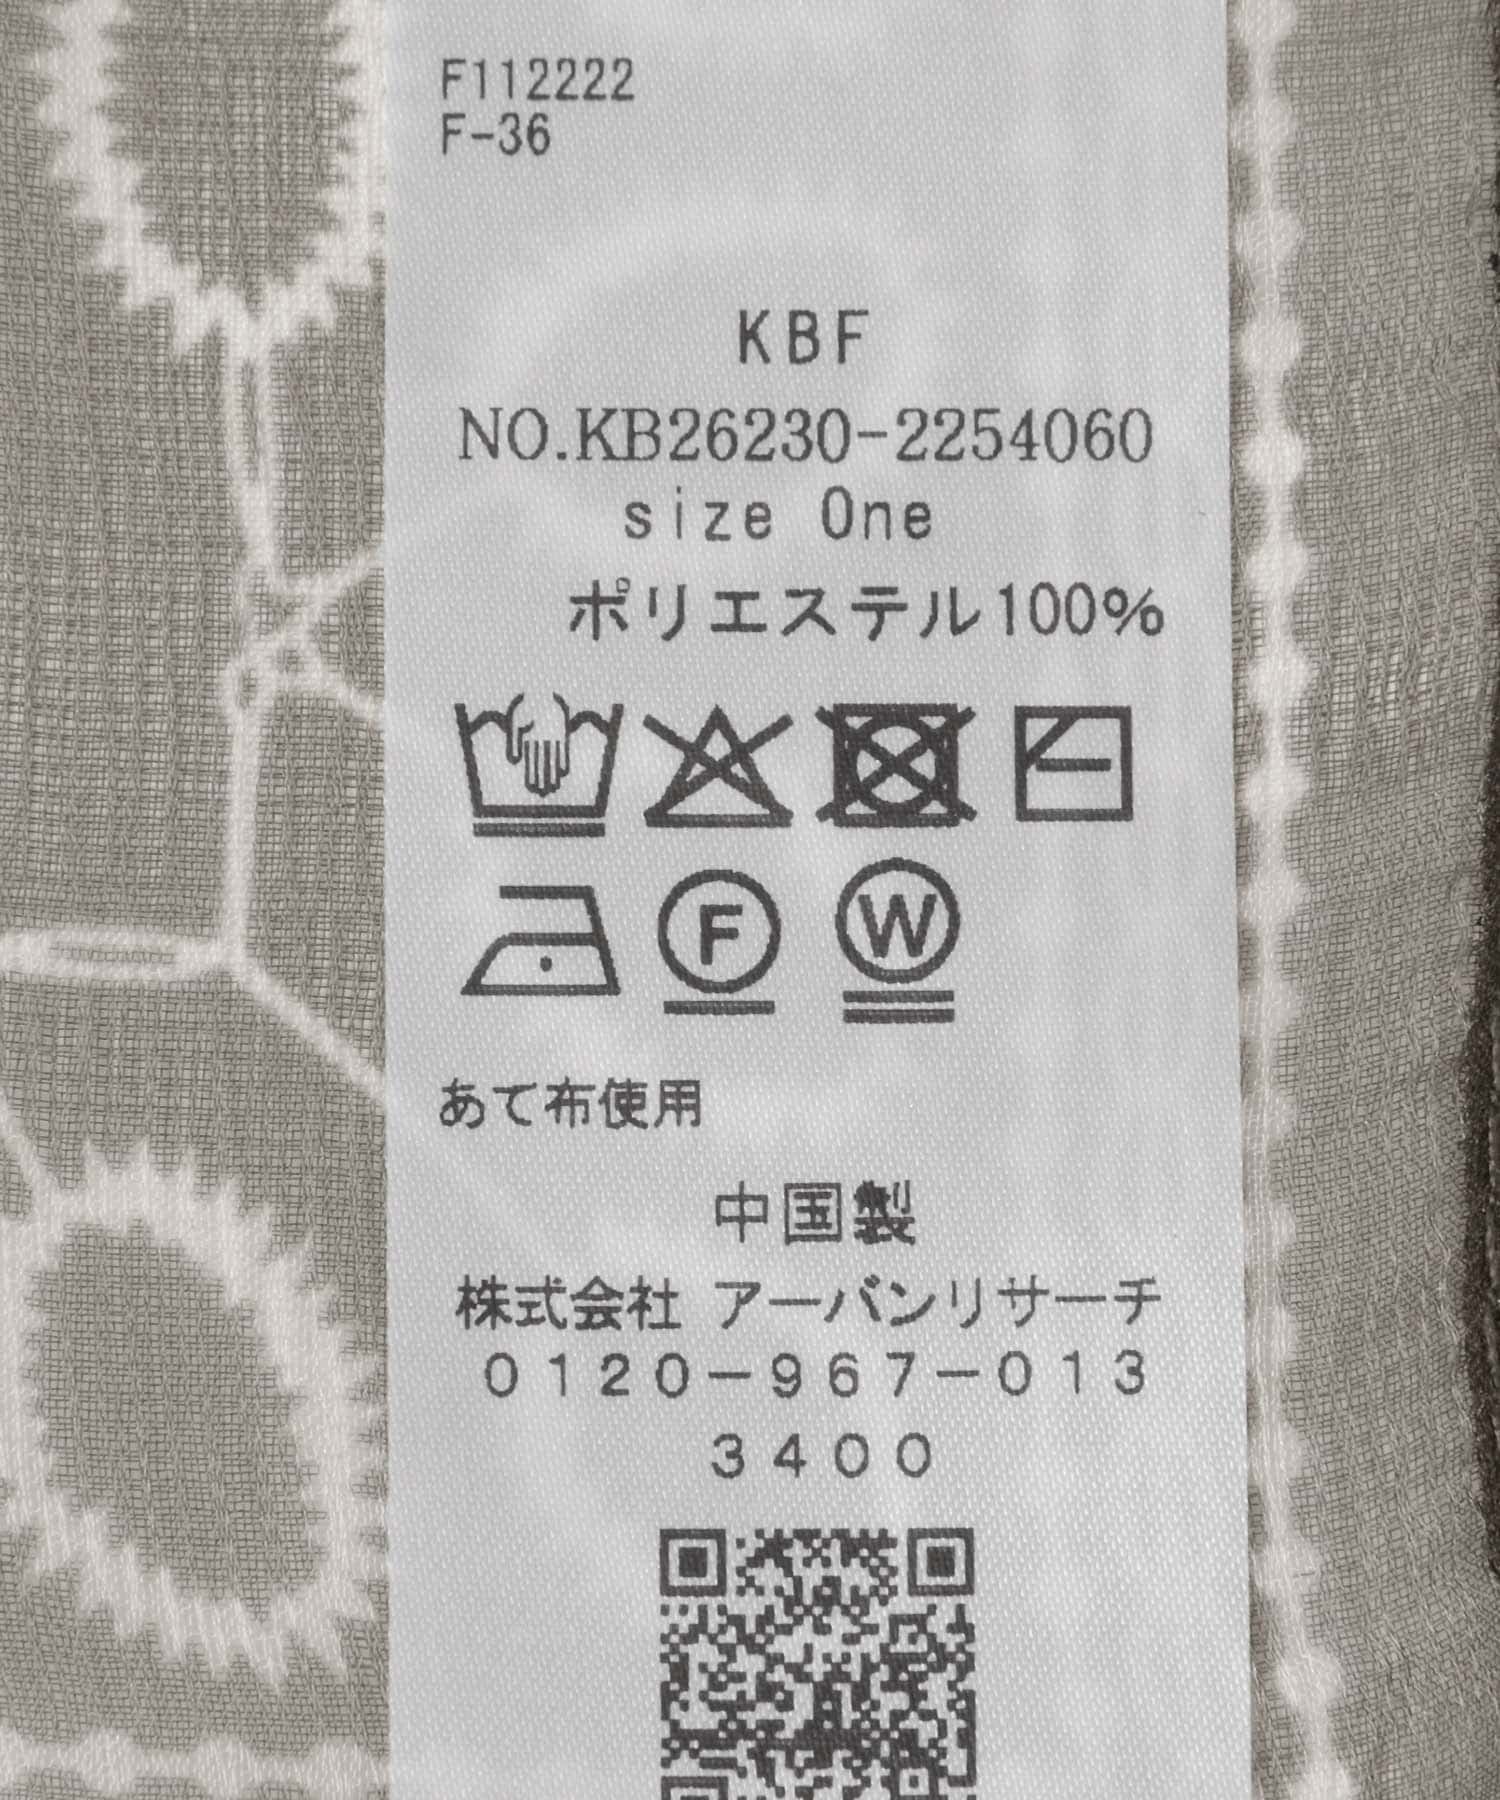 F112222
F-36
KBF
NO.KB26230-2254060
size One
ポリエステル100%
F
W
あて布使用
中国製
株式会社 アーバンリサーチ
0120-967-013
3400